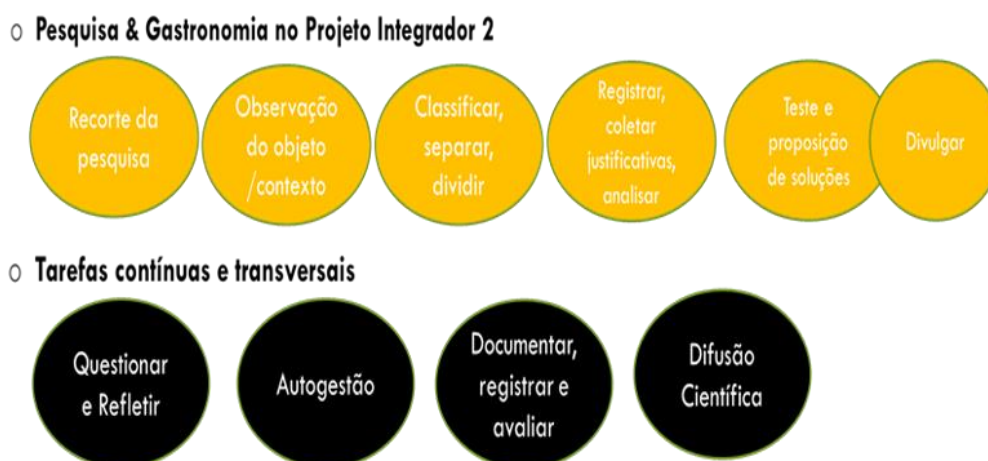 Pesquisa & Gastronomia no Projeto Integrador 2
Recorte da
pesquisa
Observação
do objeto
/contexto
Classificar,
separar,
dividir
Registrar,
coletar
justificativas,
analisar
Teste e
proposição
de soluções
Divulgar
Tarefas contínuas e transversais
Questionar
e Refletir
Autogestão
Documentar,
registrar e
avaliar
Difusão
Científica